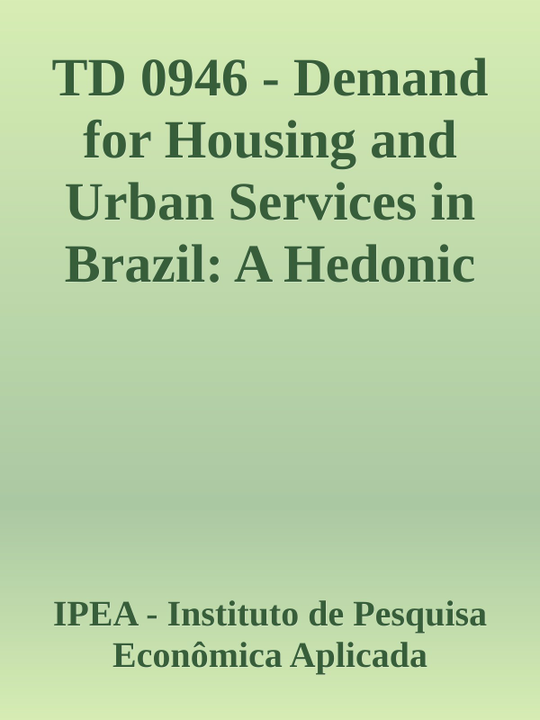 TD 0946 - Demand
for Housing and
Urban Services in
Brazil: A Hedonic
IPEA - Instituto de Pesquisa
Econômica Aplicada